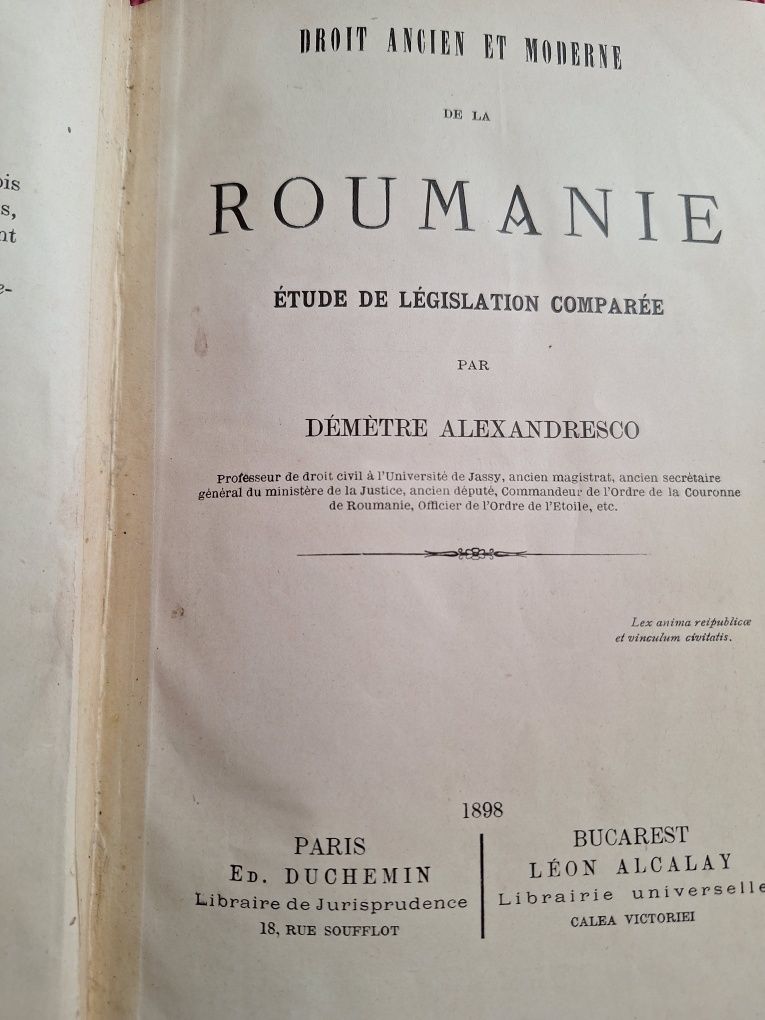 ois
s,
nt
e-
DROIT ANCIEN ET MODERNE
DE LA
ROUMANIE
ÉTUDE DE LÉGISLATION COMPARÉE
PAR
DÉMÈTRE ALEXANDRESCO
Professeur de droit civil à l'Université de Jassy, ancien magistrat, ancien secrétaire
général du ministère de la Justice, ancien député, Commandeur de l'Ordre de la Couronne
de Roumanie, Officier de l'Ordre de l'Etoile, etc.
Lex anima reipublicæ
et vinculum civitatis.
1898
PARIS
ED. DUCHEMIN
Libraire de Jurisprudence
18, RUE SOUFFLOT
BUCAREST
LÉON ALCALAY
Librairie universelle
CALEA VICTORIEI